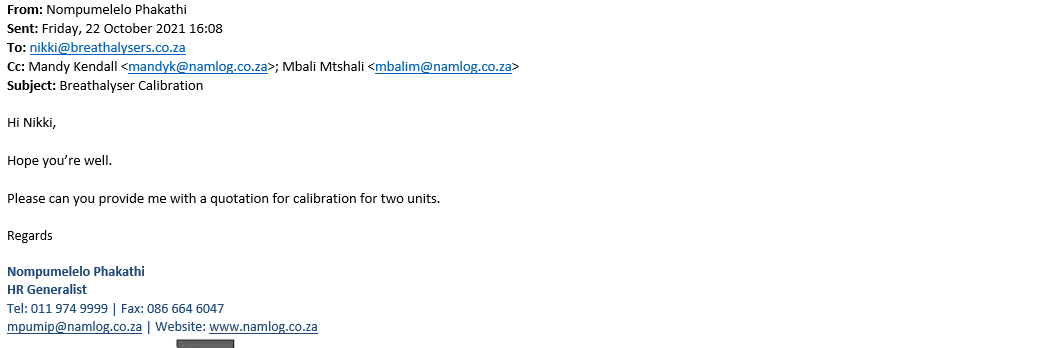 From: Nompumelelo Phakathi
Sent: Friday, 22 October 2021 16:08
To: nikki@breathalysers.co.za
Cc: Mandy Kendall <mandyk@namlog.co.za>; Mbali Mtshali <mbalim@namlog.co.za>
Subject: Breathalyser Calibration
Hi Nikki,
Hope you're well.
Please can you provide me with a quotation for calibration for two units.
Regards
Nompumelelo Phakathi
HR Generalist
Tel: 011 974 9999 | Fax: 086 664 6047
mpumip@namlog.co.za | Website: www.namlog.co.za